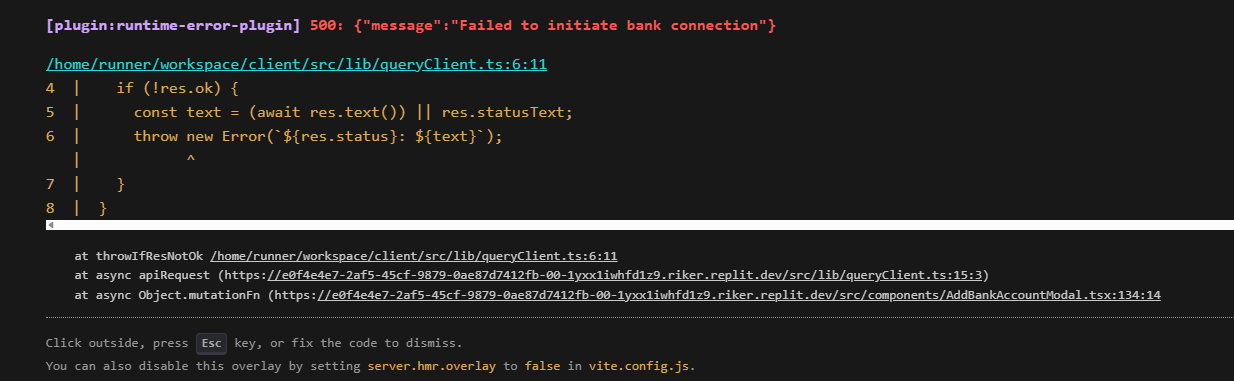 [plugin:runtime-error-plugin] 500: {"message":"Failed to initiate bank connection"}
/home/runner/workspace/client/src/lib/queryClient.ts:6:11
4  |    if (!res.ok) {
5  |      const text = (await res.text()) || res.statusText;
6  |      throw new Error(`${res.status}: ${text}`);
   |            ^
7  |    }
8  |  }
at throwIfResNotOk /home/runner/workspace/client/src/lib/queryClient.ts:6:11
at async apiRequest (https://e0f4e4e7-2af5-45cf-9879-0ae87d7412fb-00-1yxx1iwhfd1z9.riker.replit.dev/src/lib/queryClient.ts:15:3)
at async Object.mutationFn (https://e0f4e4e7-2af5-45cf-9879-0ae87d7412fb-00-1yxx1iwhfd1z9.riker.replit.dev/src/components/AddBankAccountModal.tsx:134:14
Click outside, press Esc key, or fix the code to dismiss.
You can also disable this overlay by setting server.hmr.overlay to false in vite.config.js.